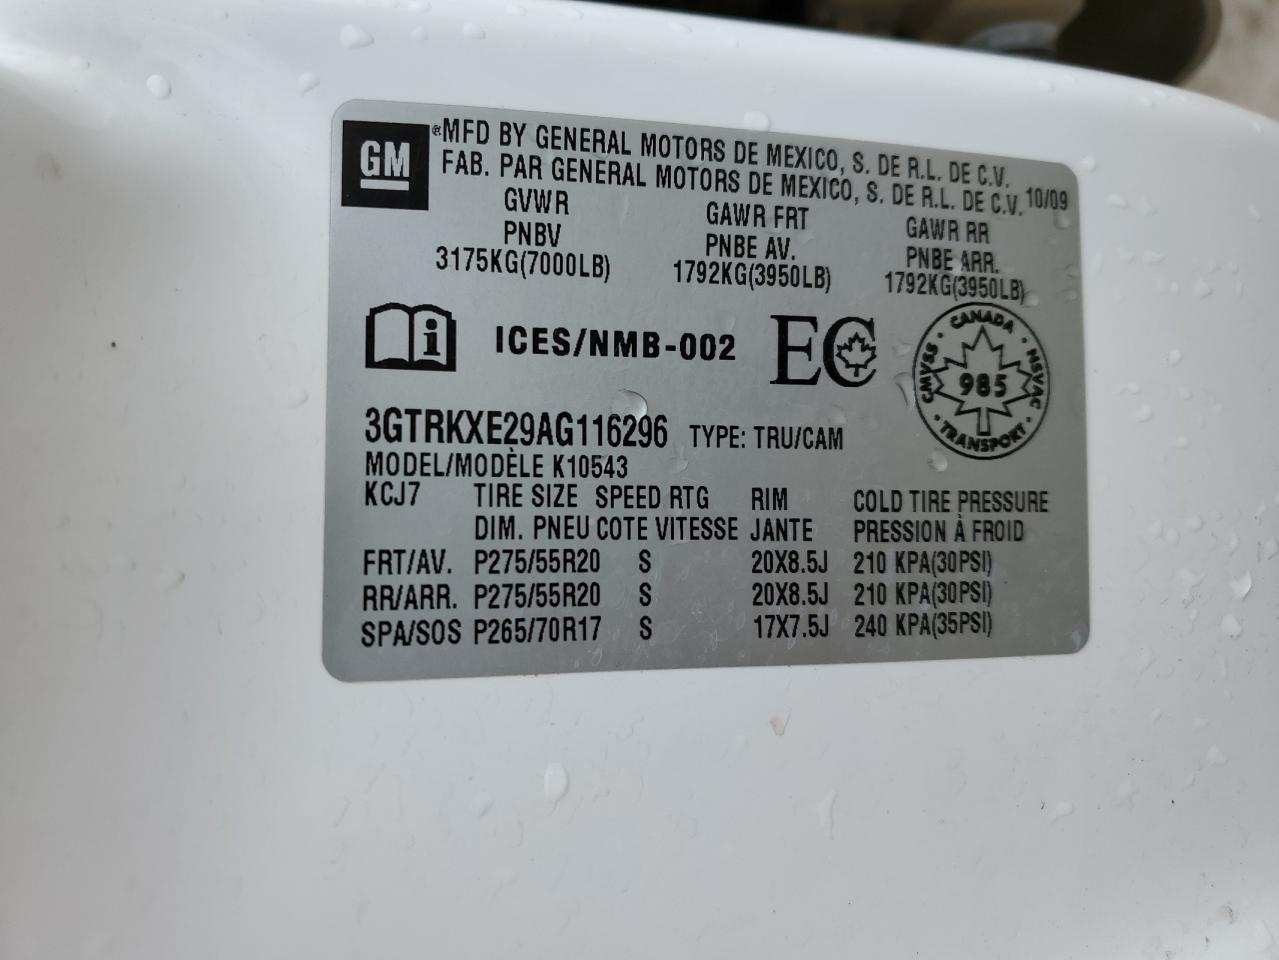 GM
® MFD BY GENERAL MOTORS DE MEXICO, S. DE R.L. DE C.V.
FAB. PAR GENERAL MOTORS DE MEXICO, S. DE R.L. DE C.V. 10/09
GVWR GAWR FRT GAWR RR
PNBV PNBE AV. PNBE ARR.
3175KG(7000LB) 1792KG(3950LB) 1792KG(3950LB)
i ICES/NMB-002 EC
CANADA · NSVAC · TRANSPORT · CMVSS ·
985
3GTRKXE29AG116296 TYPE: TRU/CAM
MODEL/MODÈLE K10543
KCJ7 TIRE SIZE SPEED RTG RIM COLD TIRE PRESSURE
DIM. PNEU COTE VITESSE JANTE PRESSION À FROID
FRT/AV. P275/55R20 S 20X8.5J 210 KPA(30PSI)
RR/ARR. P275/55R20 S 20X8.5J 210 KPA(30PSI)
SPA/SOS P265/70R17 S 17X7.5J 240 KPA(35PSI)